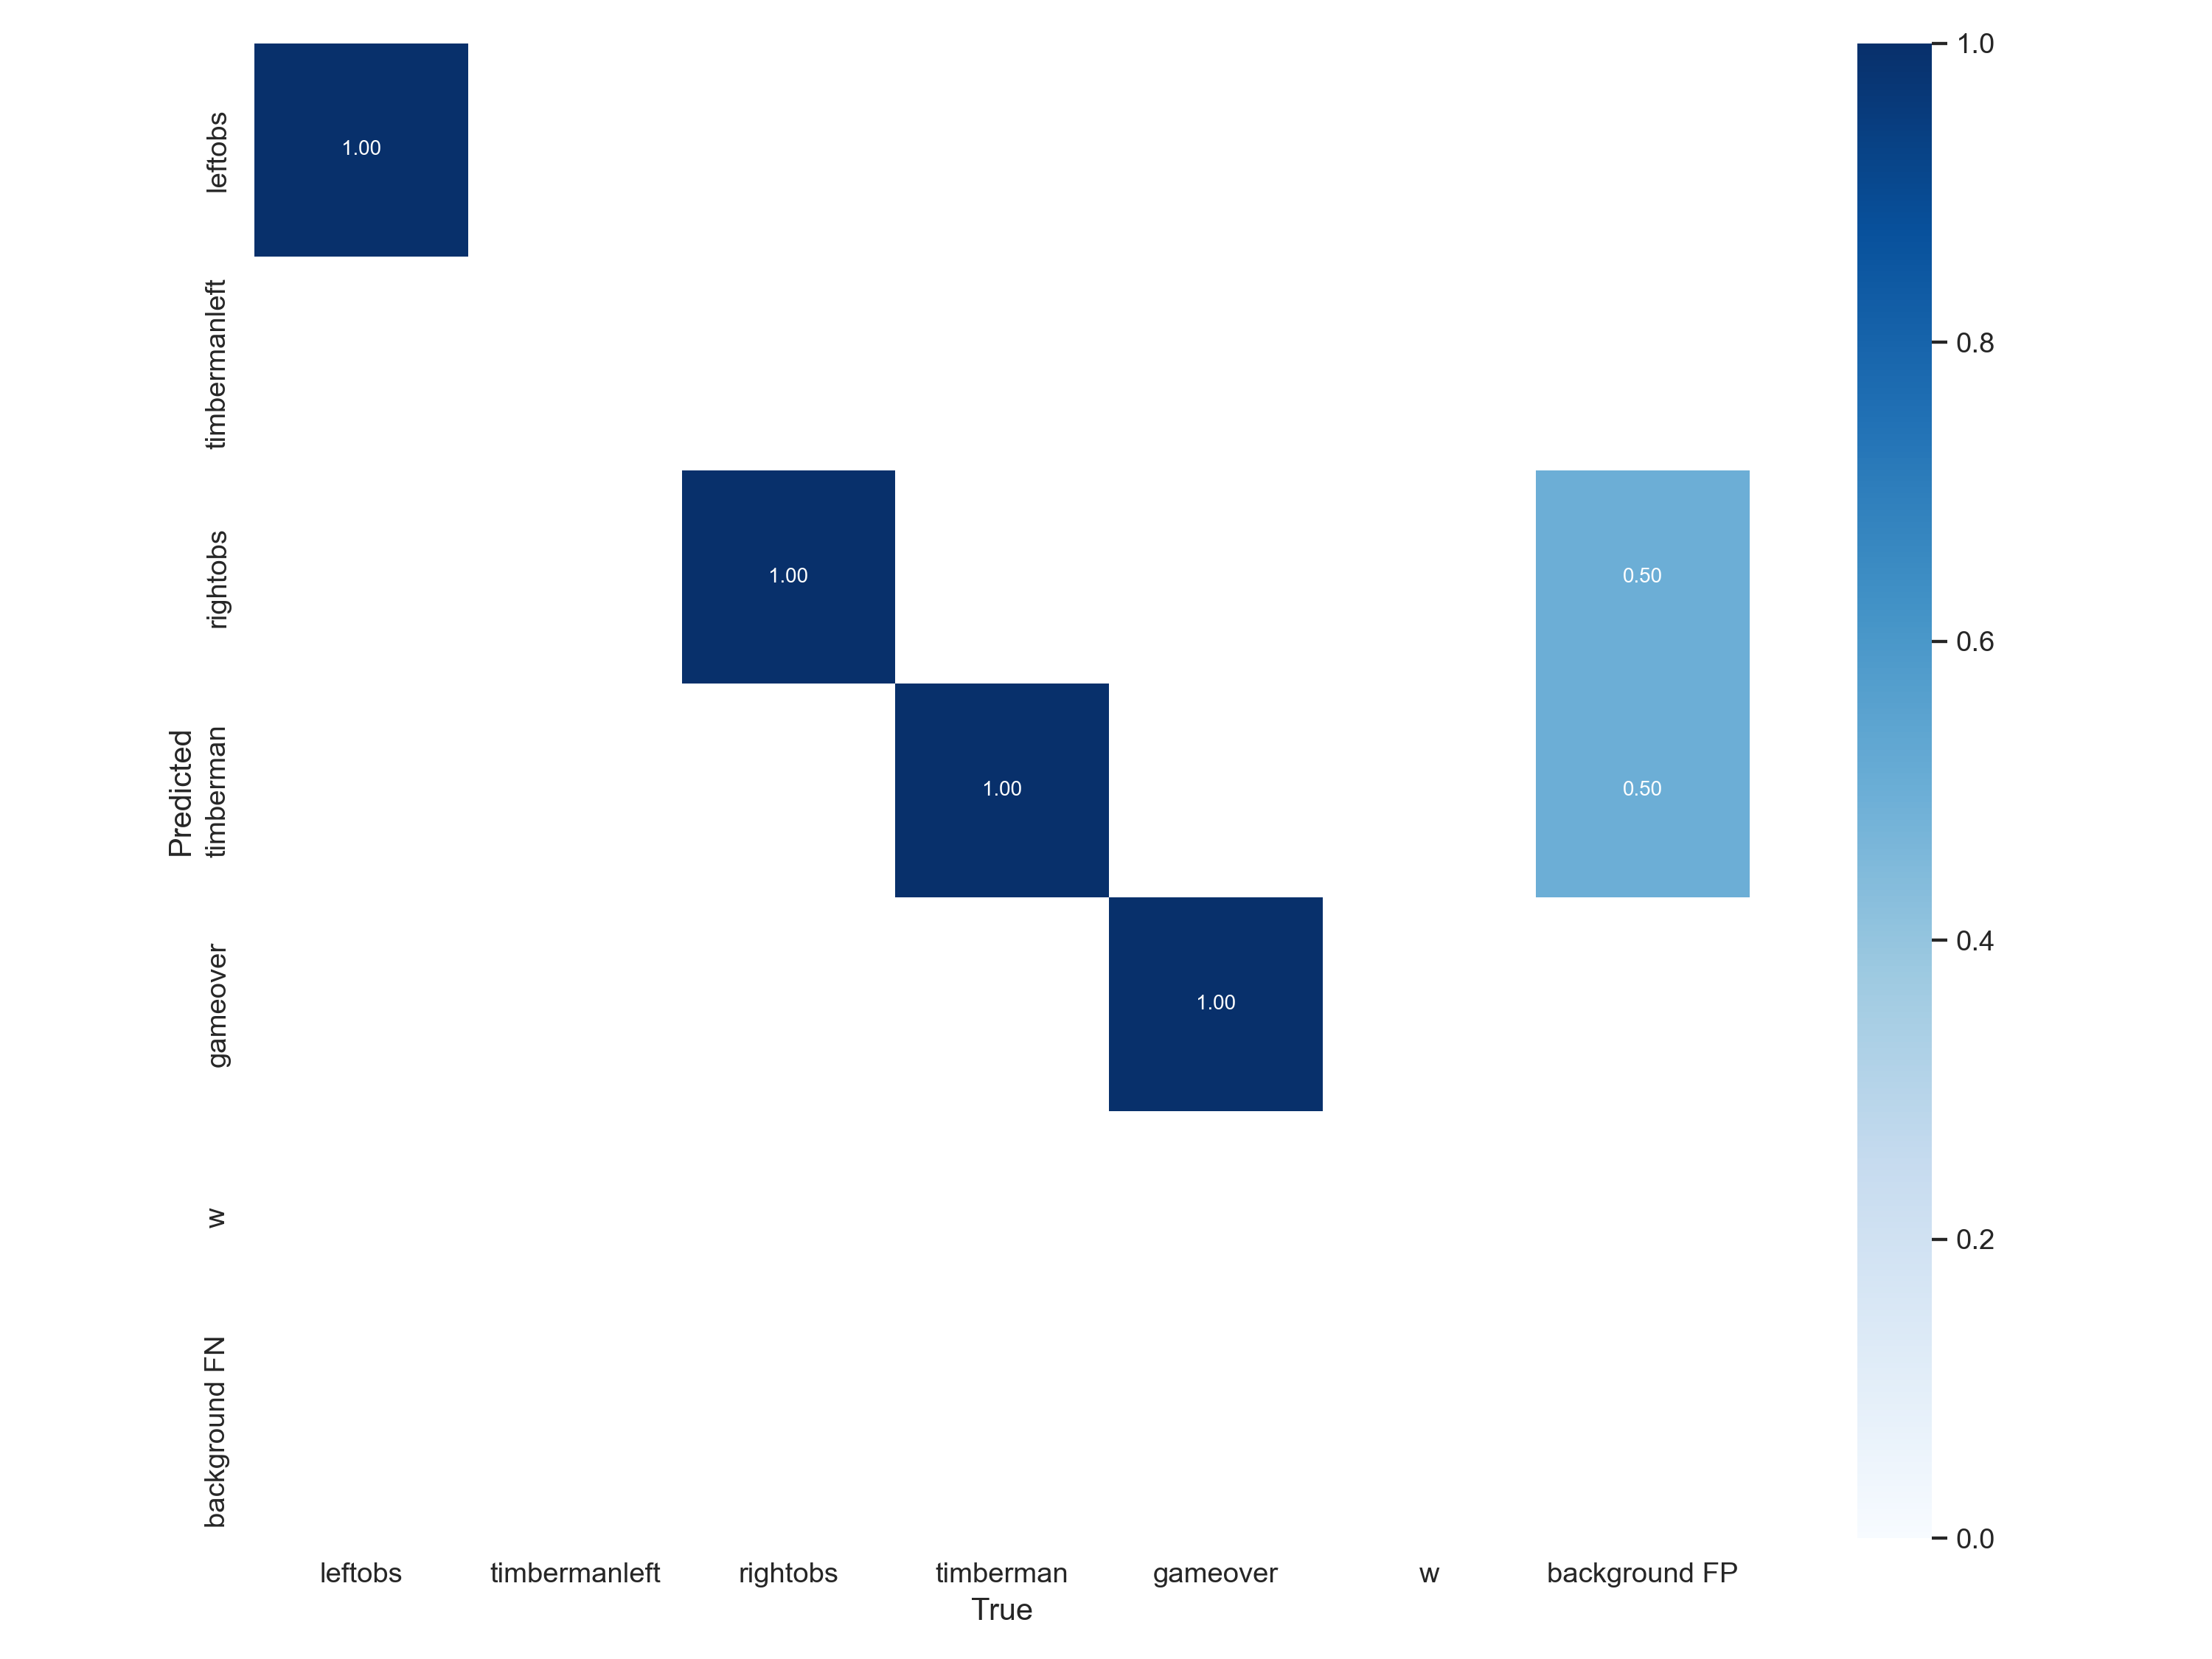 leftobs
timbermanleft
rightobs
timberman
gameover
w
background FN
Predicted
1.00
1.00
0.50
1.00
0.50
1.00
leftobs timbermanleft rightobs timberman gameover w background FP
True
1.0
0.8
0.6
0.4
0.2
0.0